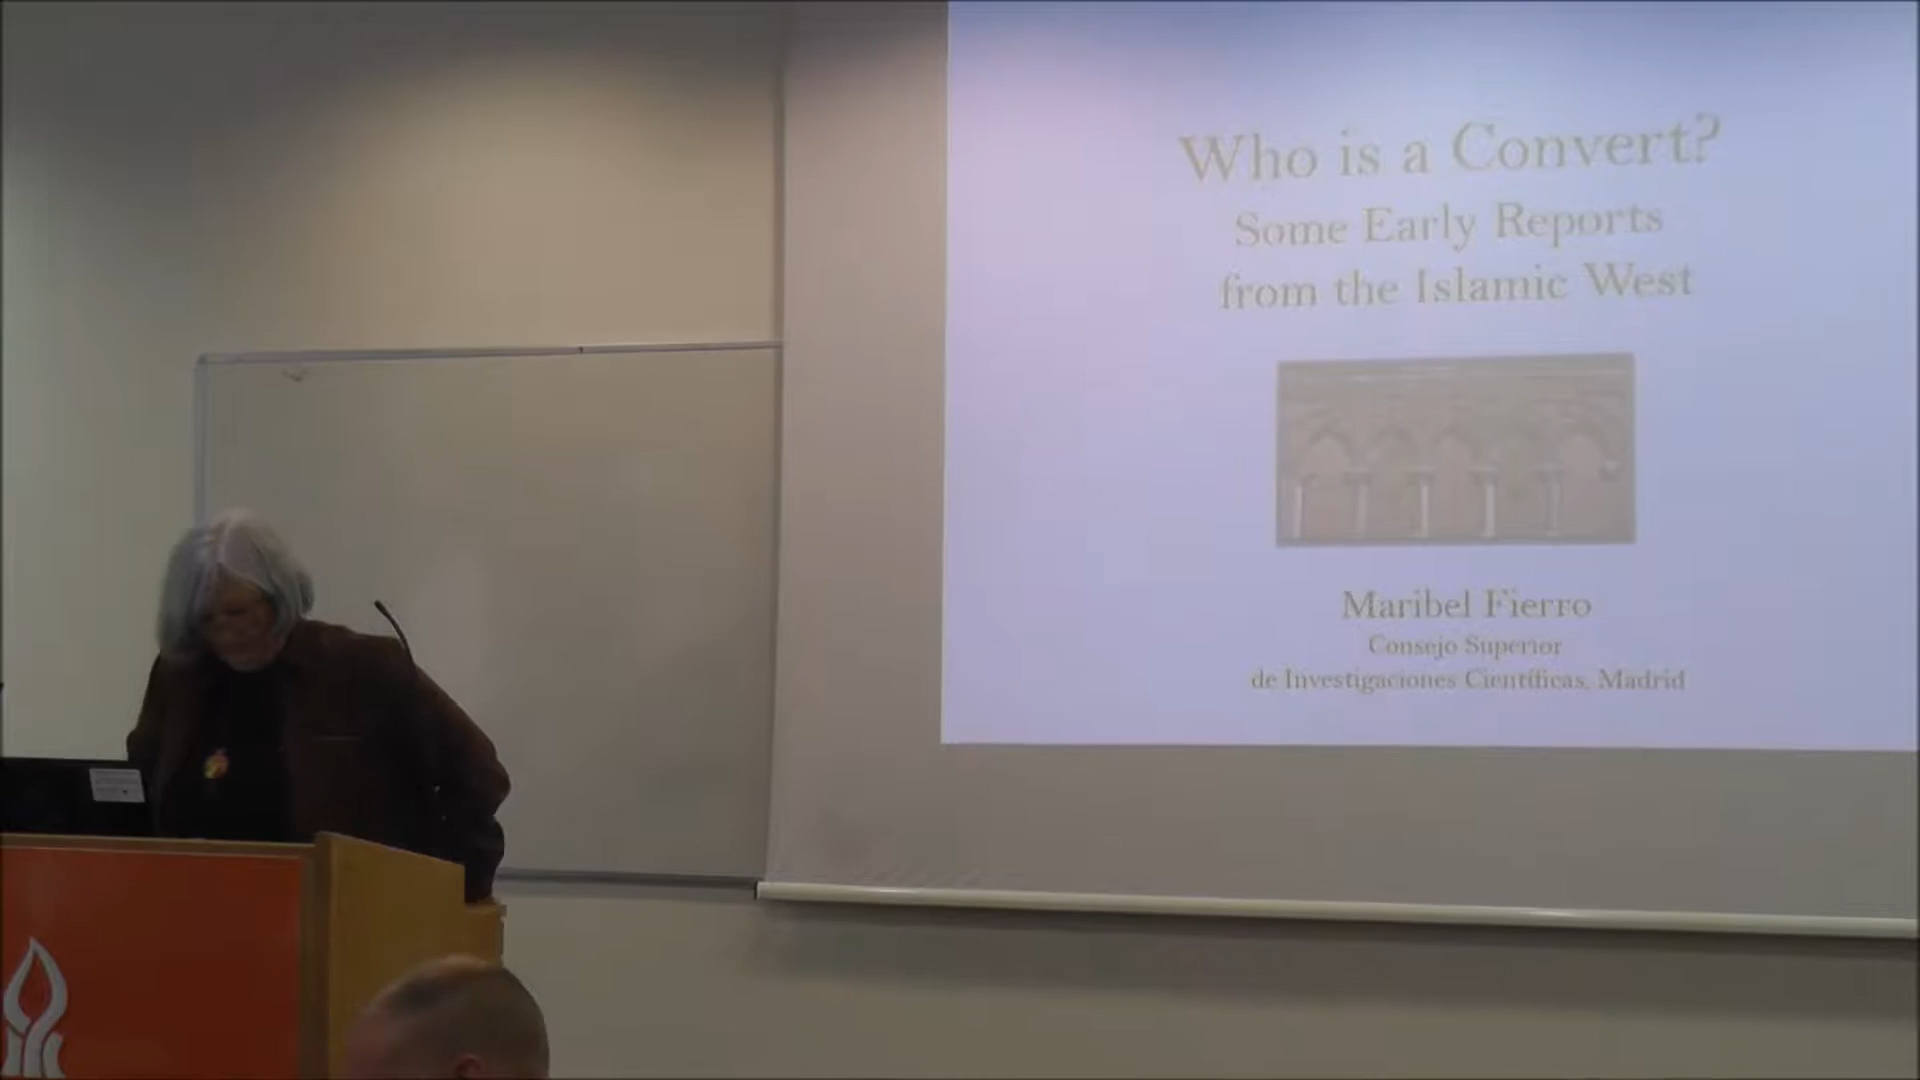 Who is a Convert?
Some Early Reports
from the Islamic West
Maribel Fierro
Consejo Superior
de Investigaciones Científicas, Madrid